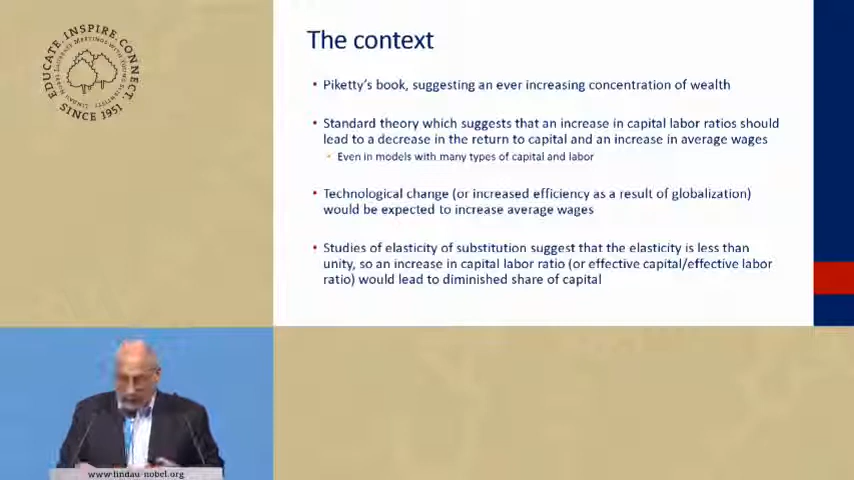 EDUCATE. INSPIRE. CONNECT.
LINDAU NOBEL LAUREATE MEETINGS
SINCE 1951
The context
• Piketty's book, suggesting an ever increasing concentration of wealth
• Standard theory which suggests that an increase in capital labor ratios should
lead to a decrease in the return to capital and an increase in average wages
• Even in models with many types of capital and labor
• Technological change (or increased efficiency as a result of globalization)
would be expected to increase average wages
• Studies of elasticity of substitution suggest that the elasticity is less than
unity, so an increase in capital labor ratio (or effective capital/effective labor
ratio) would lead to diminished share of capital
www.lindau-nobel.org